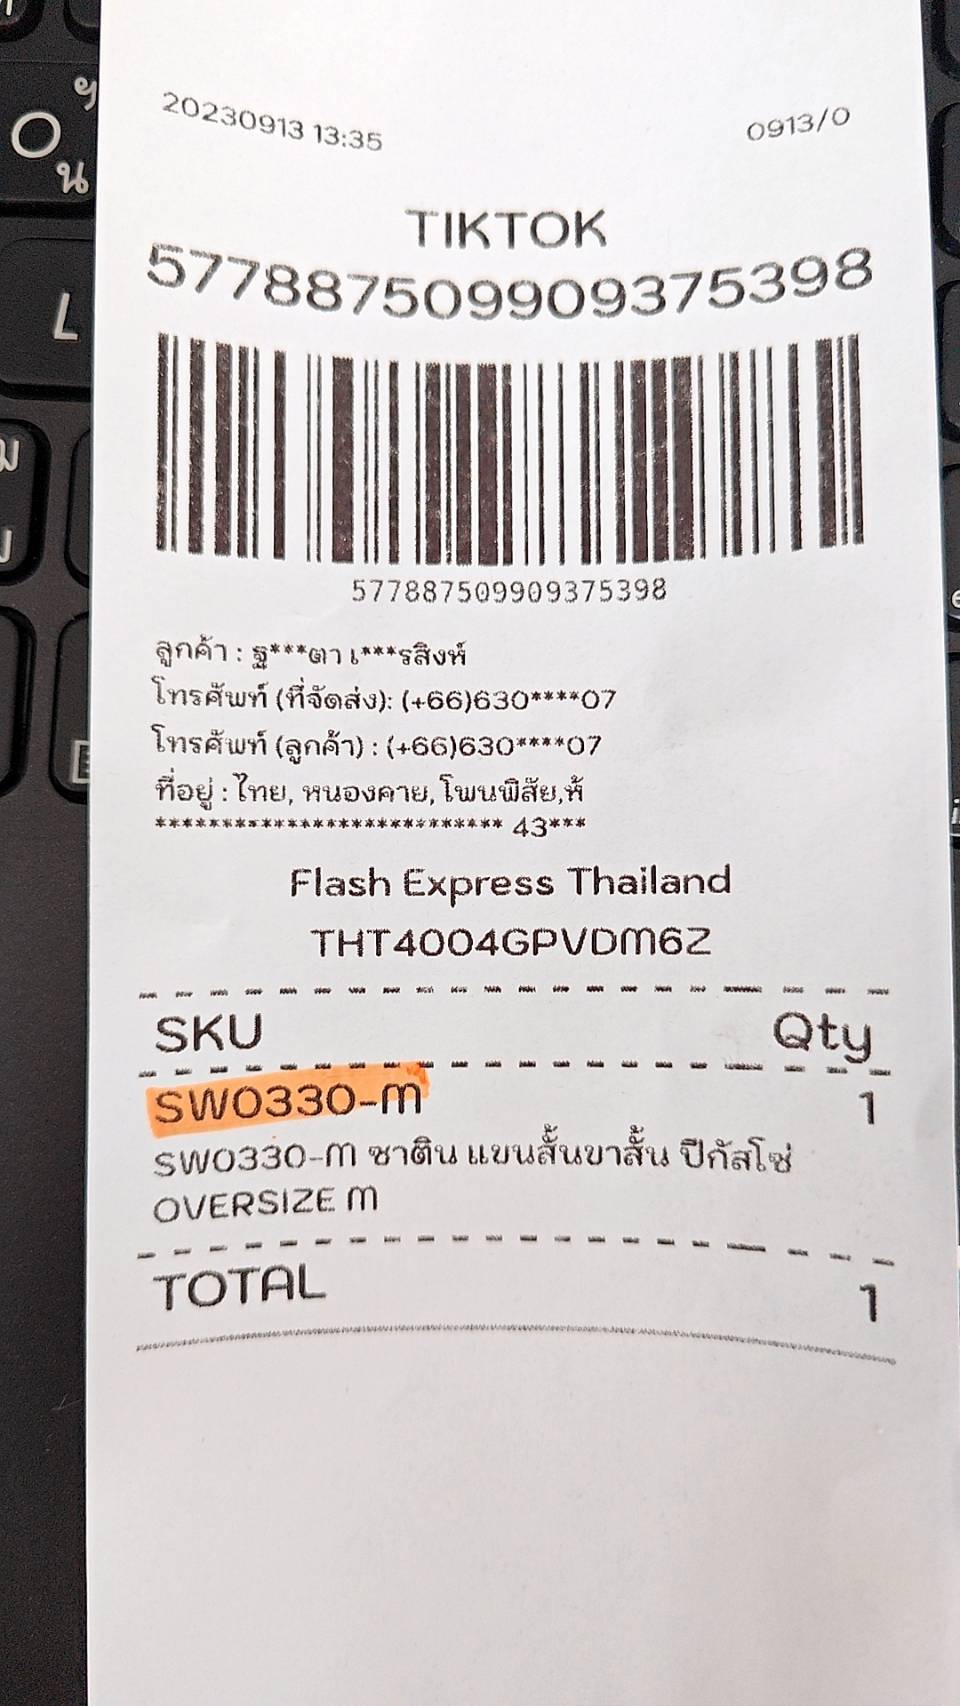 20230913 13:35
0913/0
TIKTOK
577887509909375398
577887509909375398
ลูกค้า : ฐ***ตา เ***รสิงห์
โทรศัพท์ (ที่จัดส่ง): (+66)630****07
โทรศัพท์ (ลูกค้า) : (+66)630****07
ที่อยู่ : ไทย, หนองคาย, โพนพิสัย,ห้
************************** 43***
Flash Express Thailand
THT4004GPVDM6Z
SKU Qty
SW0330-M 1
SW0330-M ซาติน แขนสั้นขาสั้น ปีกัสโซ่
OVERSIZE M
TOTAL 1
น
L